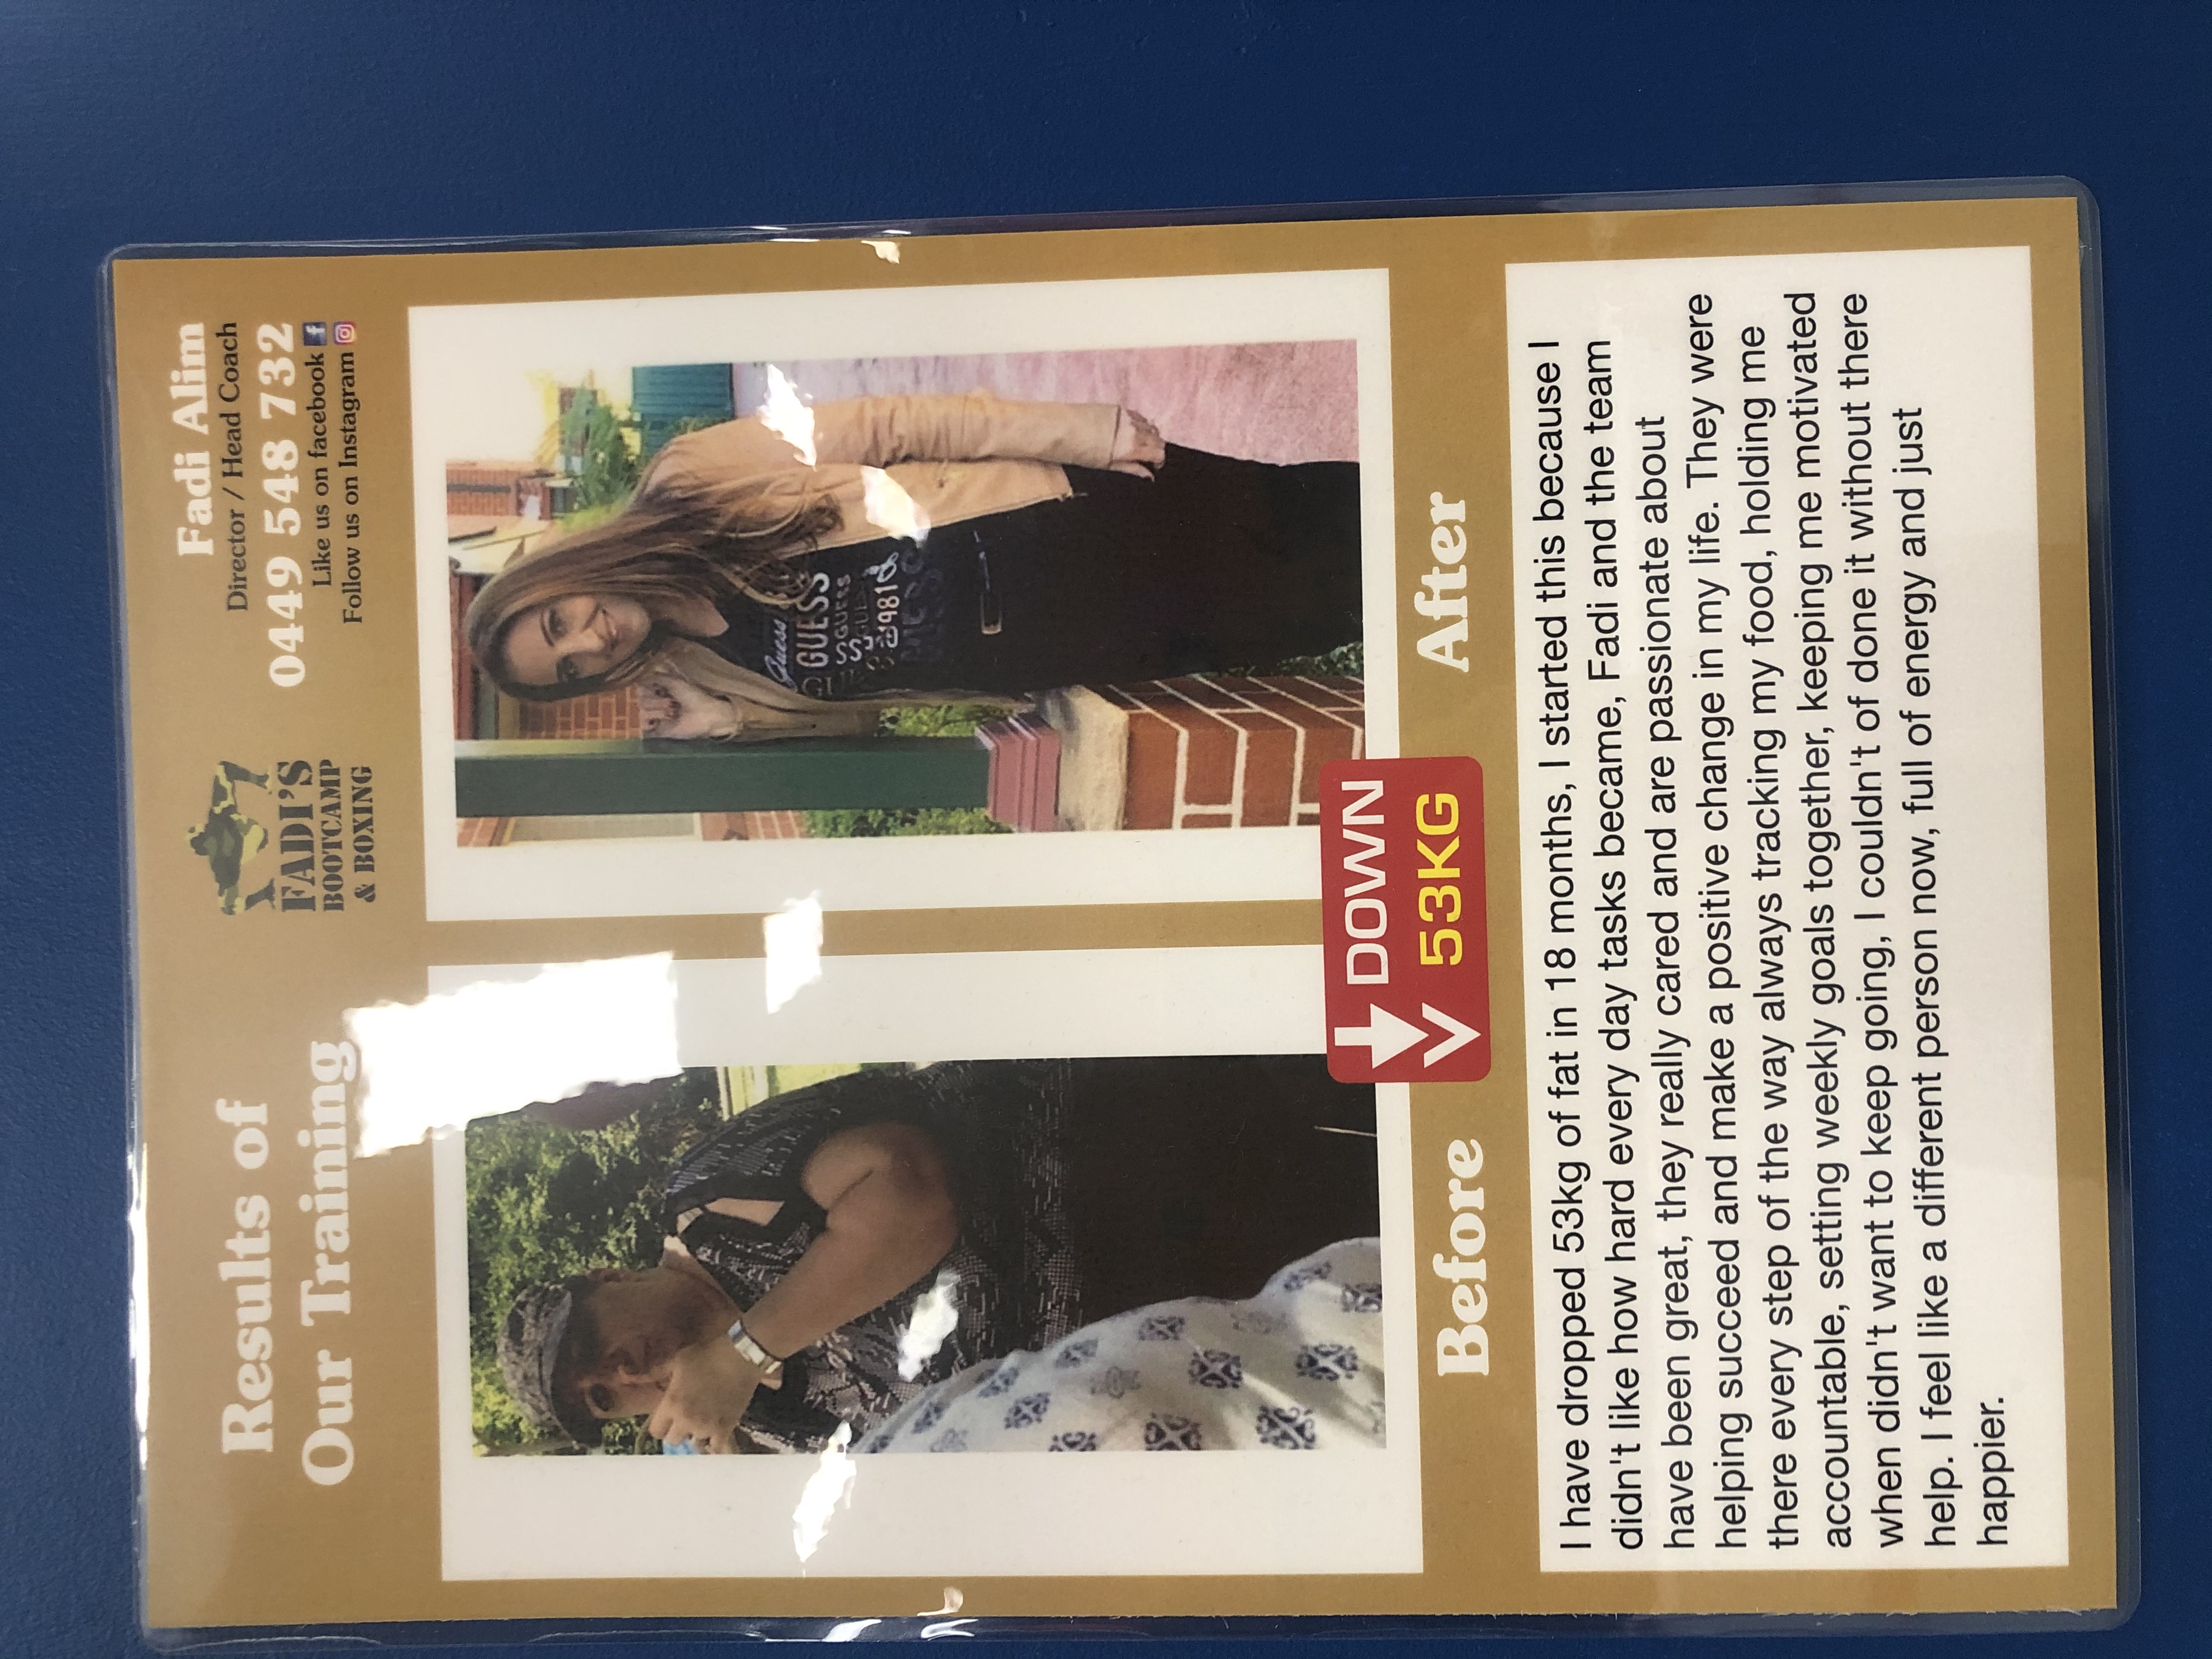 Results of
Our Training
FADI'S
BOOTCAMP
& BOXING
Fadi Alim
Director / Head Coach
0449 548 732
Like us on facebook
Follow us on Instagram
Guess
GUESS
GUESS
1981
DOWN
53KG
Before
After
I have dropped 53kg of fat in 18 months, I started this because I
didn't like how hard every day tasks became, Fadi and the team
have been great, they really cared and are passionate about
helping succeed and make a positive change in my life. They were
there every step of the way always tracking my food, holding me
accountable, setting weekly goals together, keeping me motivated
when didn't want to keep going, I couldn't of done it without there
help. I feel like a different person now, full of energy and just
happier.